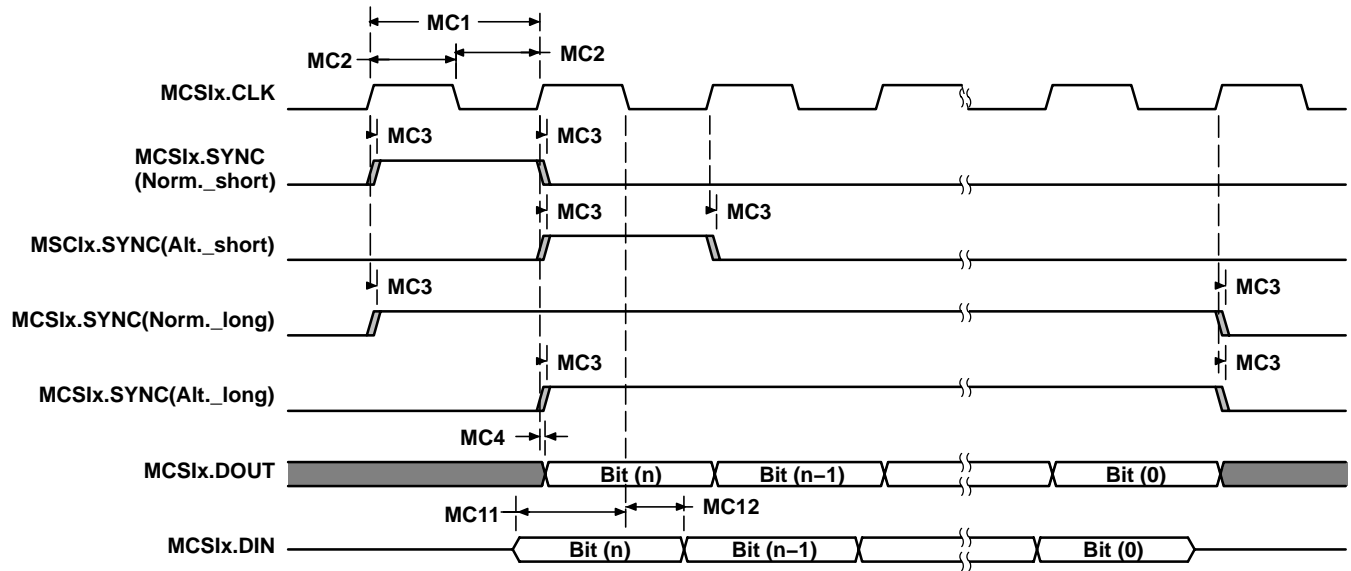 MC1
MC2
MC2
MCSIx.CLK
MC3
MC3
MCSIx.SYNC
(Norm._short)
MC3
MC3
MSCIx.SYNC(Alt._short)
MC3
MC3
MCSIx.SYNC(Norm._long)
MC3
MC3
MCSIx.SYNC(Alt._long)
MC4
MCSIx.DOUT
Bit (n)
Bit (n−1)
Bit (0)
MC11
MC12
MCSIx.DIN
Bit (n)
Bit (n−1)
Bit (0)